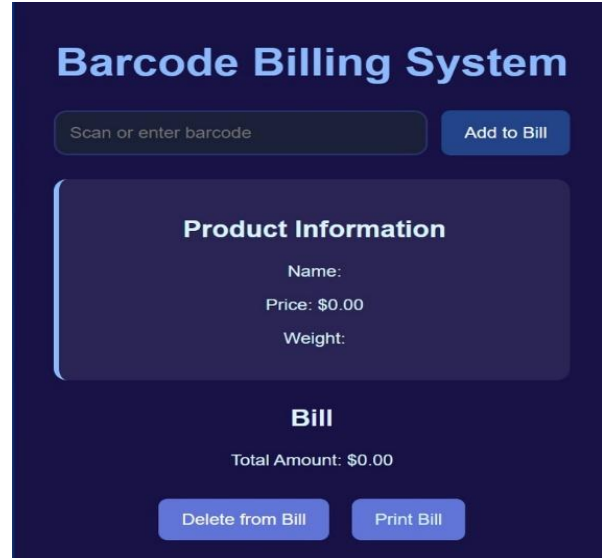 Barcode Billing System
Scan or enter barcode
Add to Bill
Product Information
Name:
Price: $0.00
Weight:
Bill
Total Amount: $0.00
Delete from Bill
Print Bill